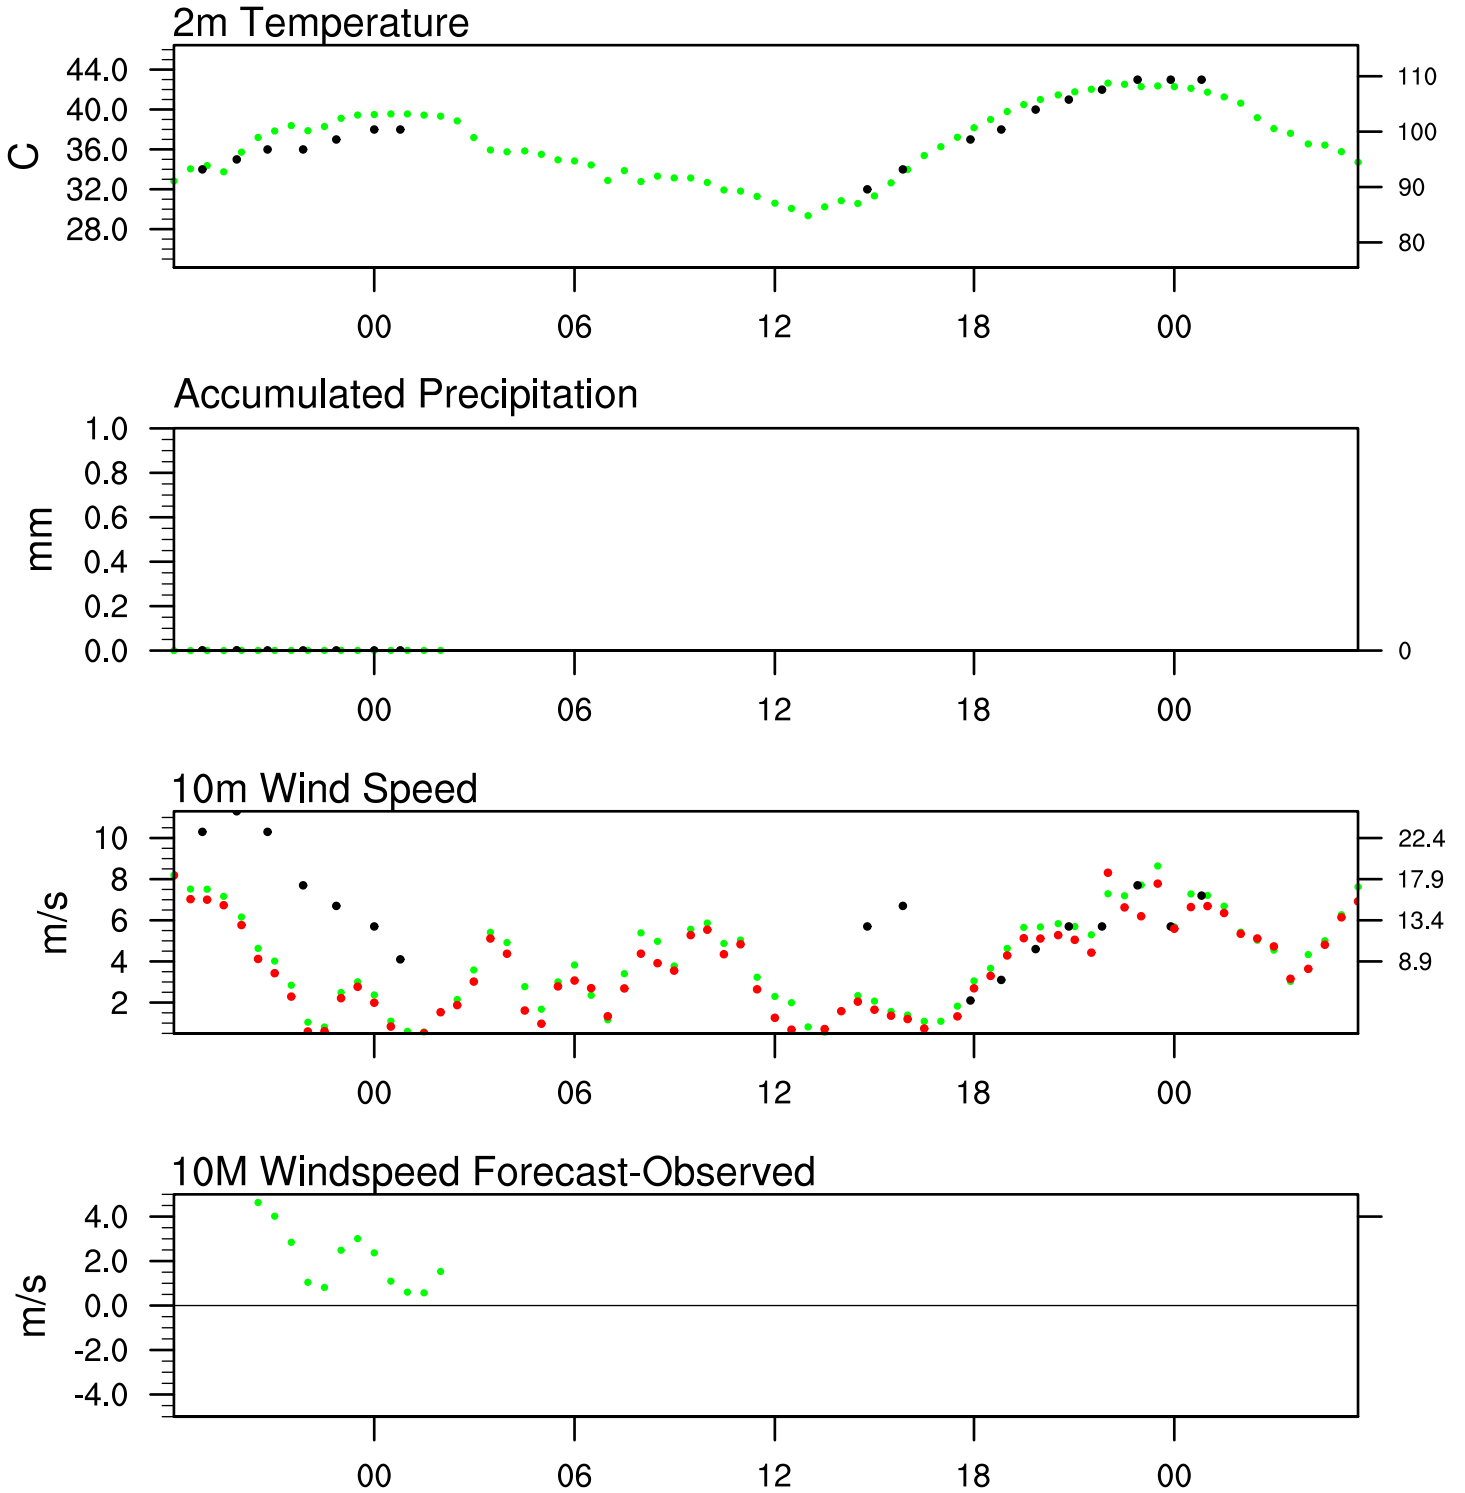 2m Temperature
44.0
40.0
36.0
32.0
28.0
C
110
100
90
80
00 06 12 18 00
Accumulated Precipitation
1.0
0.8
0.6
0.4
0.2
0.0
mm
0
00 06 12 18 00
10m Wind Speed
10
8
6
4
2
m/s
22.4
17.9
13.4
8.9
00 06 12 18 00
10M Windspeed Forecast-Observed
4.0
2.0
0.0
-2.0
-4.0
m/s
00 06 12 18 00